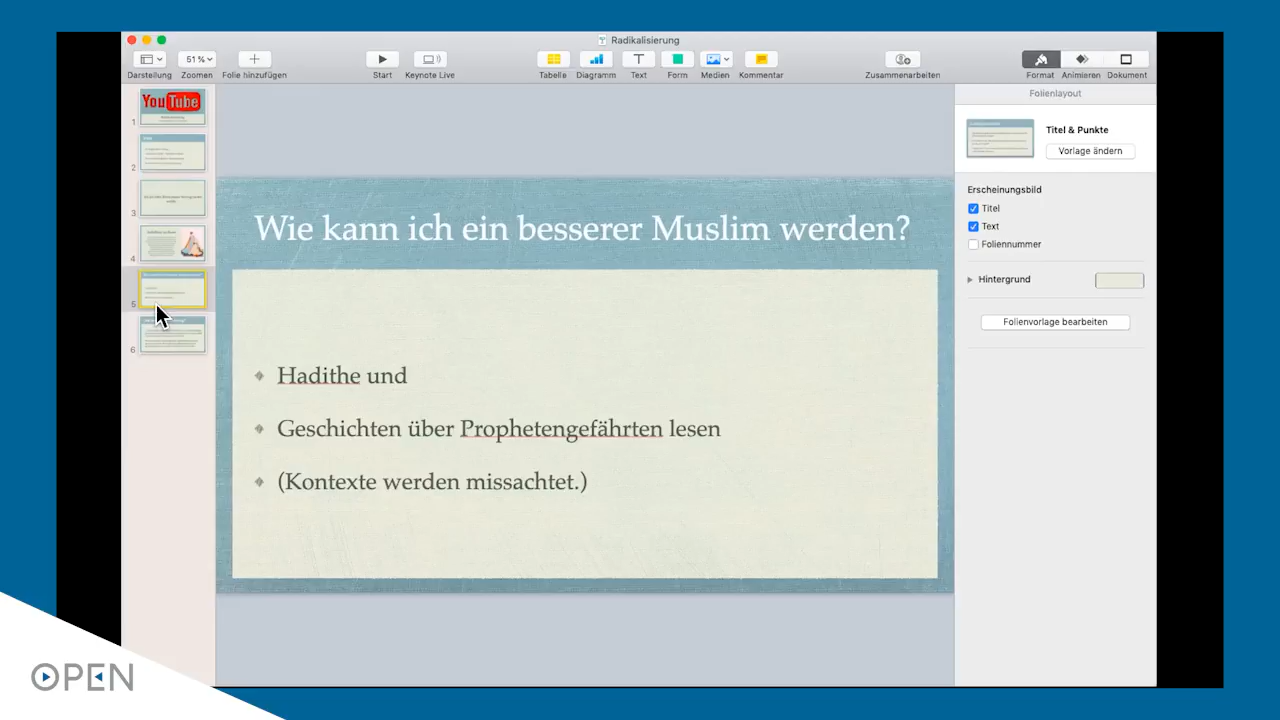 Radikalisierung
51 %
Darstellung
Zoomen
Folie hinzufügen
Start
Keynote Live
Tabelle
Diagramm
Text
Form
Medien
Kommentar
Zusammenarbeiten
Format
Animieren
Dokument
YouTube
1
2
3
4
5
6
Wie kann ich ein besserer Muslim werden?
Hadithe und
Geschichten über Prophetengefährten lesen
(Kontexte werden missachtet.)
Folienlayout
Titel & Punkte
Vorlage ändern
Erscheinungsbild
Titel
Text
Foliennummer
Hintergrund
Folienvorlage bearbeiten
OPEN